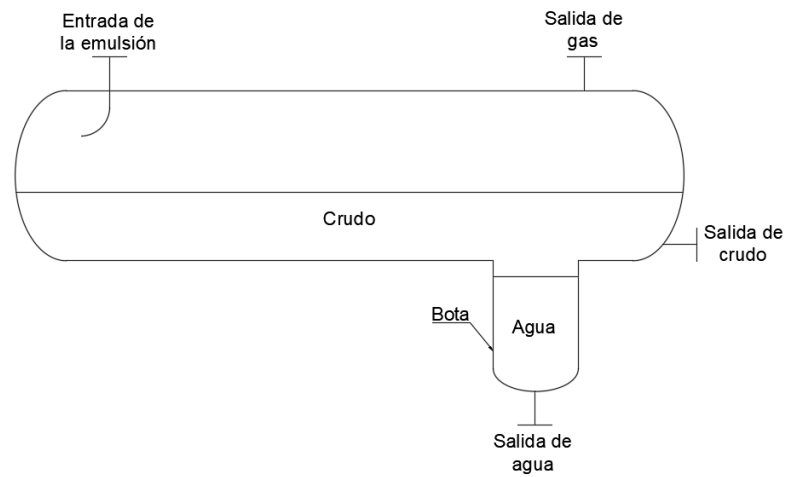 Entrada de
la emulsión
Salida de
gas
Crudo
Salida de
crudo
Bota
Agua
Salida de
agua